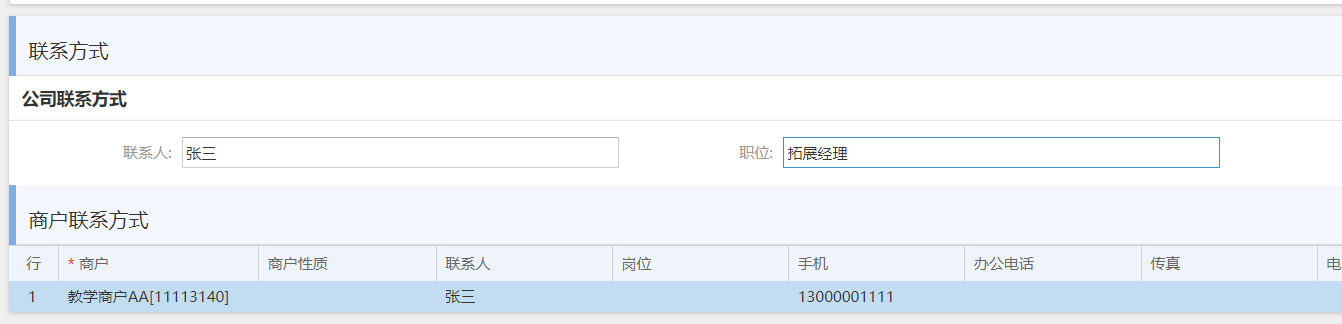 联系方式
公司联系方式
联系人: 张三 职位: 拓展经理
商户联系方式
行 * 商户 商户性质 联系人 岗位 手机 办公电话 传真 电
1 教学商户AA[11113140] 张三 13000001111